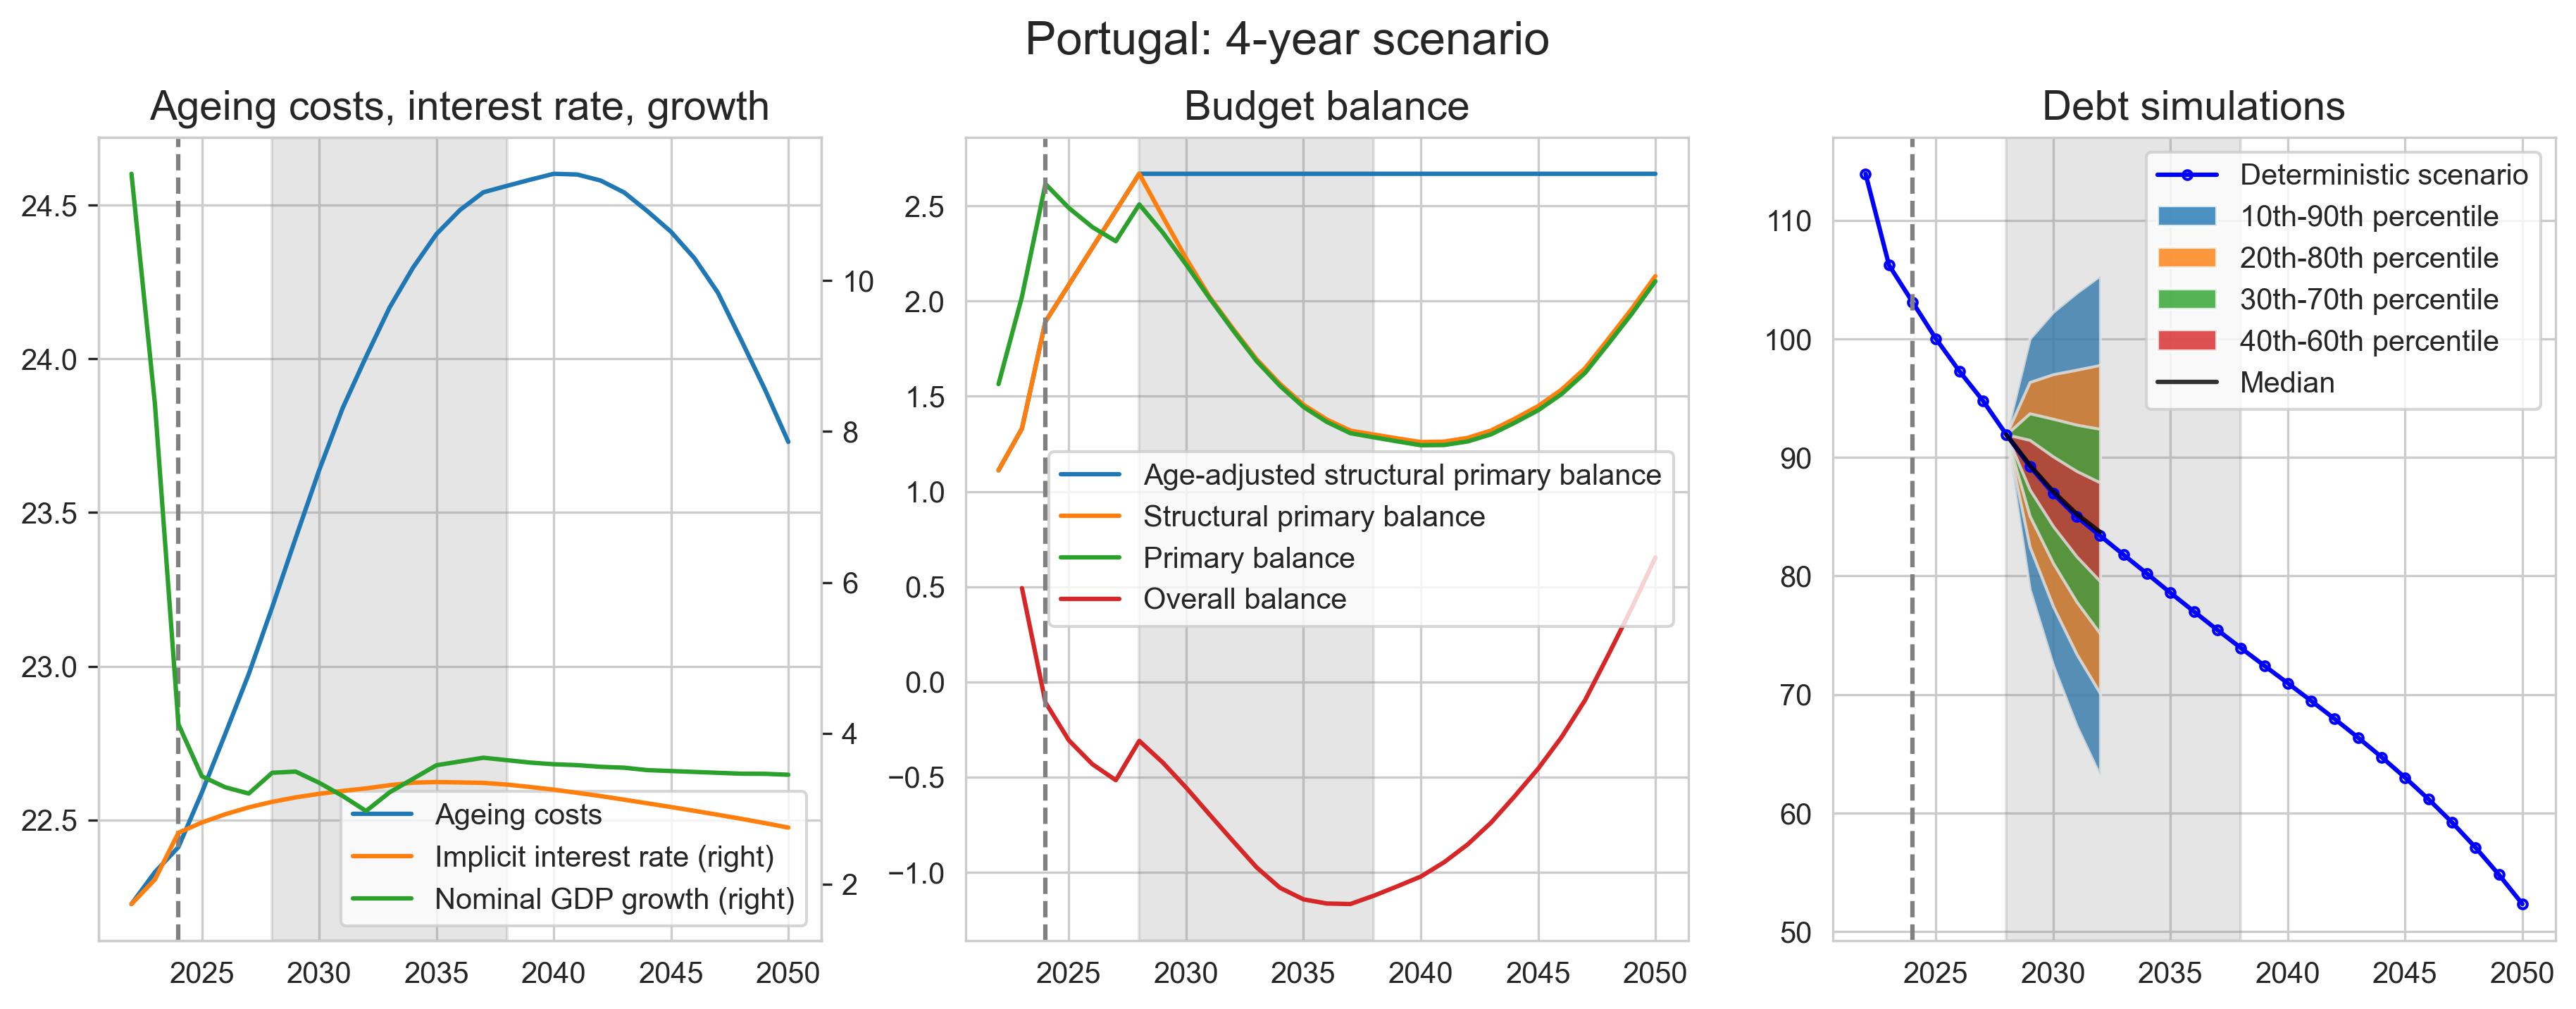 Portugal: 4-year scenario
Ageing costs, interest rate, growth
24.5
24.0
23.5
23.0
22.5
10
8
6
4
2
2025 2030 2035 2040 2045 2050
Ageing costs
Implicit interest rate (right)
Nominal GDP growth (right)
Budget balance
2.5
2.0
1.5
1.0
0.5
0.0
−0.5
−1.0
2025 2030 2035 2040 2045 2050
Age-adjusted structural primary balance
Structural primary balance
Primary balance
Overall balance
Debt simulations
110
100
90
80
70
60
50
2025 2030 2035 2040 2045 2050
Deterministic scenario
10th-90th percentile
20th-80th percentile
30th-70th percentile
40th-60th percentile
Median